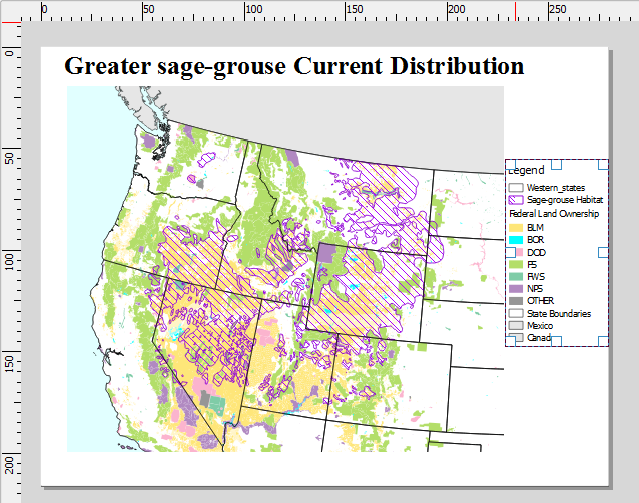 0 50 100 150 200 250
0
50
100
150
200
Greater sage-grouse Current Distribution
Legend
Western_states
Sage-grouse Habitat
Federal Land Ownership
BLM
BOR
DOD
FS
FWS
NPS
OTHER
State Boundaries
Mexico
Canad